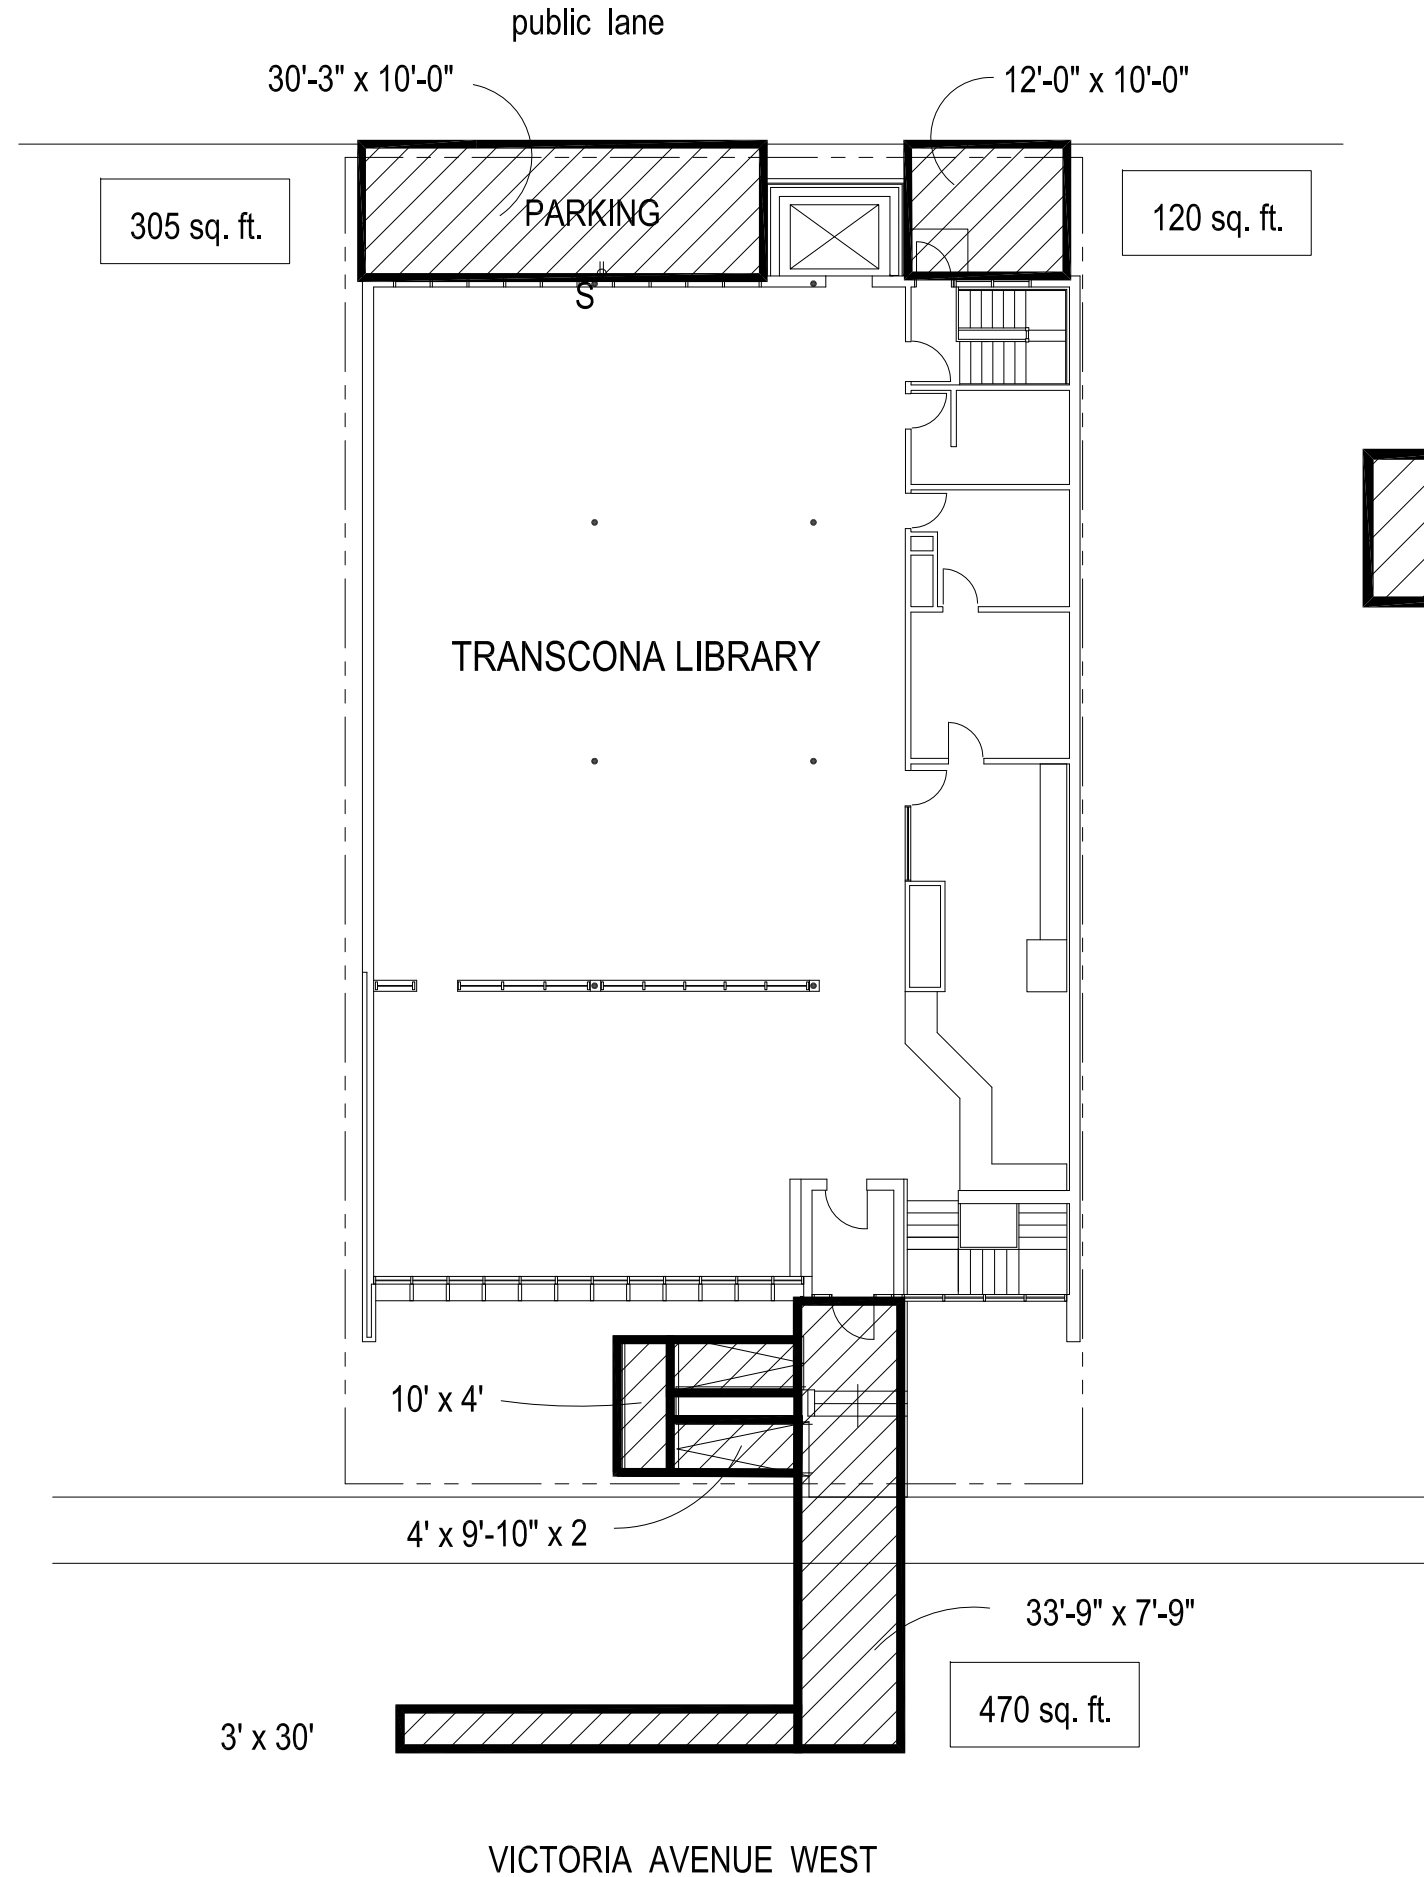 public lane
30'-3" x 10'-0"
12'-0" x 10'-0"
305 sq. ft.
PARKING
120 sq. ft.
S
TRANSCONA LIBRARY
10' x 4'
4' x 9'-10" x 2
33'-9" x 7'-9"
470 sq. ft.
3' x 30'
VICTORIA AVENUE WEST